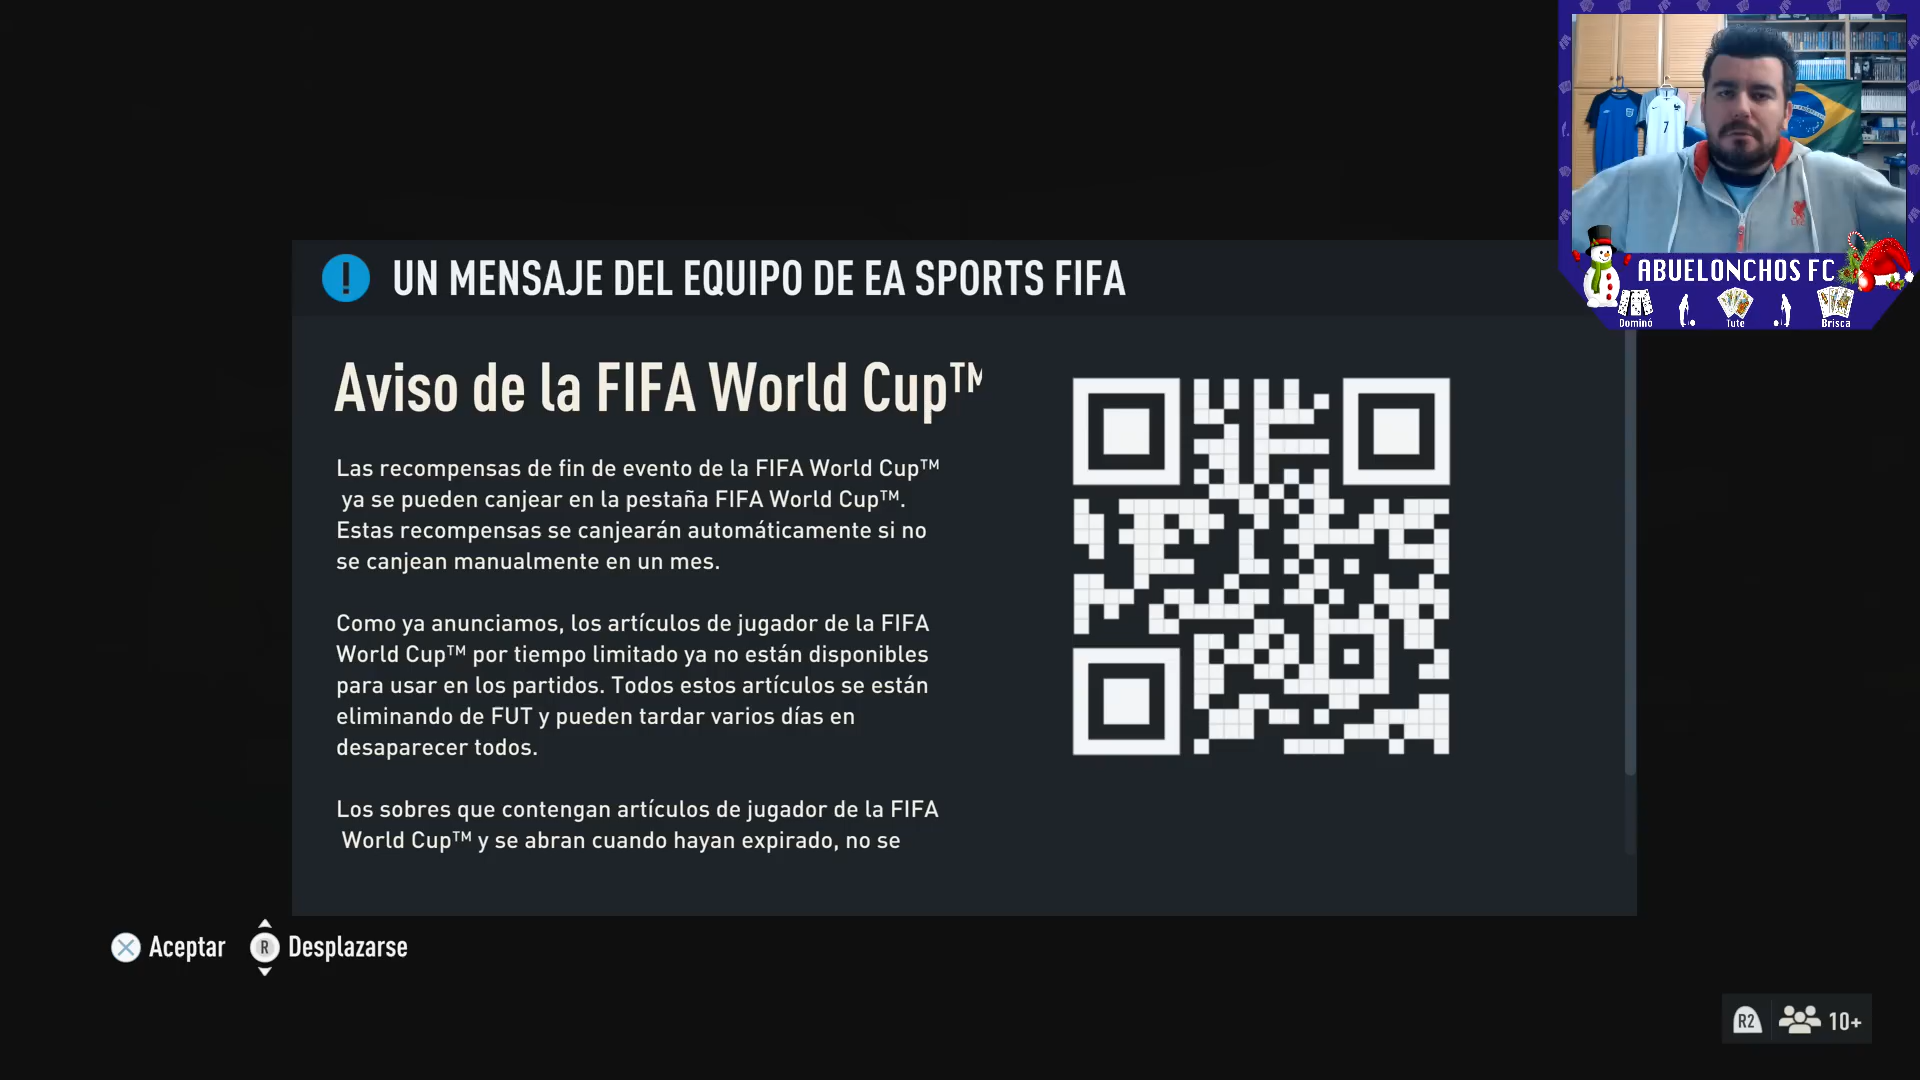 UN MENSAJE DEL EQUIPO DE EA SPORTS FIFA
Aviso de la FIFA World Cup™
Las recompensas de fin de evento de la FIFA World Cup™
ya se pueden canjear en la pestaña FIFA World Cup™.
Estas recompensas se canjearán automáticamente si no
se canjean manualmente en un mes.
Como ya anunciamos, los artículos de jugador de la FIFA
World Cup™ por tiempo limitado ya no están disponibles
para usar en los partidos. Todos estos artículos se están
eliminando de FUT y pueden tardar varios días en
desaparecer todos.
Los sobres que contengan artículos de jugador de la FIFA
World Cup™ y se abran cuando hayan expirado, no se
7
ABUELONCHOS FC
Dominó
Tute
Brisca
Aceptar
R
Desplazarse
R2
10+